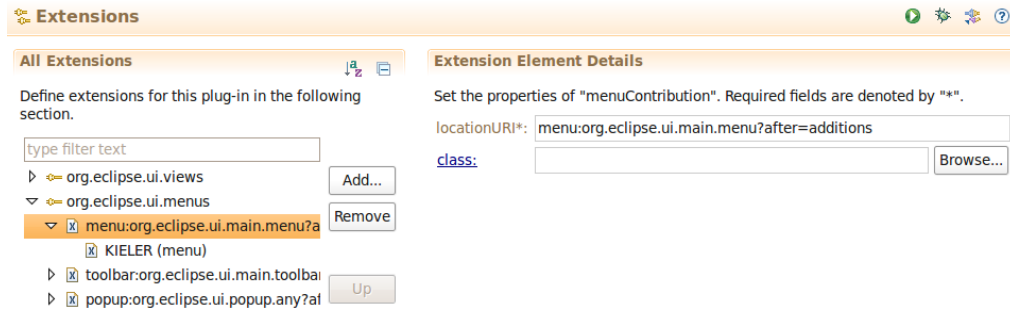 Extensions
All Extensions
Define extensions for this plug-in in the following
section.
type filter text
org.eclipse.ui.views
org.eclipse.ui.menus
menu:org.eclipse.ui.main.menu?a
KIELER (menu)
toolbar:org.eclipse.ui.main.toolbar
popup:org.eclipse.ui.popup.any?af
Add...
Remove
Up
Extension Element Details
Set the properties of "menuContribution". Required fields are denoted by "*".
locationURI*: menu:org.eclipse.ui.main.menu?after=additions
class:
Browse...